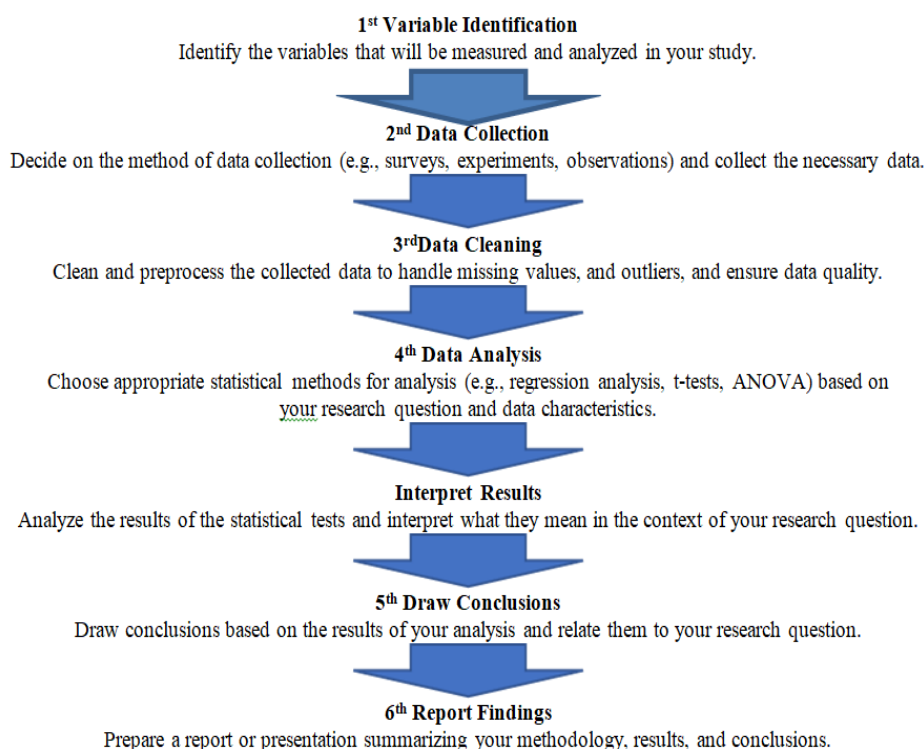 1st Variable Identification
Identify the variables that will be measured and analyzed in your study.
2nd Data Collection
Decide on the method of data collection (e.g., surveys, experiments, observations) and collect the necessary data.
3rdData Cleaning
Clean and preprocess the collected data to handle missing values, and outliers, and ensure data quality.
4th Data Analysis
Choose appropriate statistical methods for analysis (e.g., regression analysis, t-tests, ANOVA) based on
your research question and data characteristics.
Interpret Results
Analyze the results of the statistical tests and interpret what they mean in the context of your research question.
5th Draw Conclusions
Draw conclusions based on the results of your analysis and relate them to your research question.
6th Report Findings
Prepare a report or presentation summarizing your methodology, results, and conclusions.